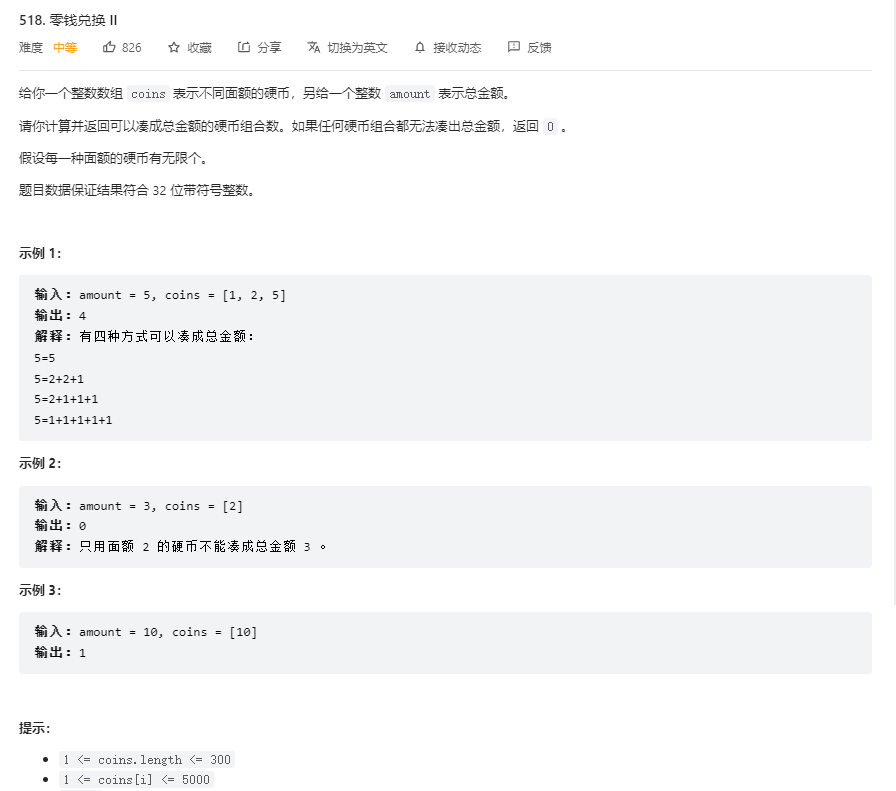 518. 零钱兑换 II
难度 中等 826 收藏 分享 切换为英文 接收动态 反馈
给你一个整数数组 coins 表示不同面额的硬币，另给一个整数 amount 表示总金额。
请你计算并返回可以凑成总金额的硬币组合数。如果任何硬币组合都无法凑出总金额，返回 0 。
假设每一种面额的硬币有无限个。
题目数据保证结果符合 32 位带符号整数。
示例 1：
输入：amount = 5, coins = [1, 2, 5]
输出：4
解释：有四种方式可以凑成总金额：
5=5
5=2+2+1
5=2+1+1+1
5=1+1+1+1+1
示例 2：
输入：amount = 3, coins = [2]
输出：0
解释：只用面额 2 的硬币不能凑成总金额 3 。
示例 3：
输入：amount = 10, coins = [10]
输出：1
提示：
1 <= coins.length <= 300
1 <= coins[i] <= 5000